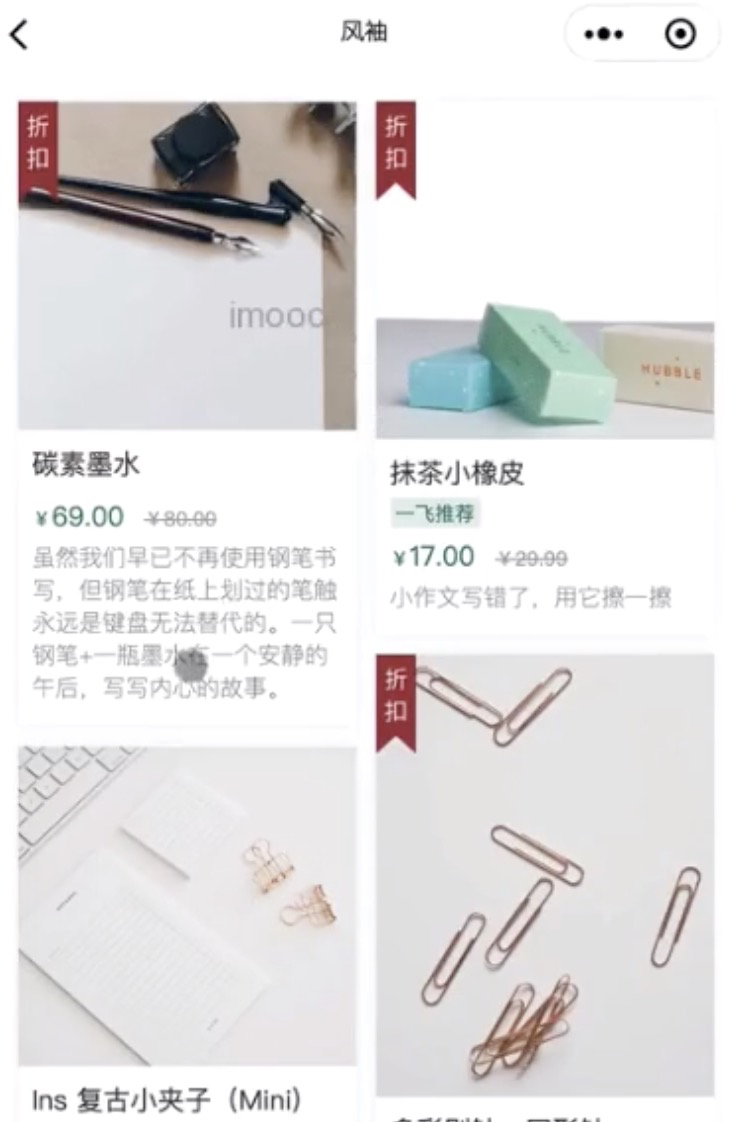 风袖
折
扣
imooc
碳素墨水
¥69.00 ¥80.00
虽然我们早已不再使用钢笔书
写，但钢笔在纸上划过的笔触
永远是键盘无法替代的。一只
钢笔+一瓶墨水在一个安静的
午后，写写内心的故事。
Ins 复古小夹子（Mini）
折
扣
HUBBLE
抹茶小橡皮
一飞推荐
¥17.00 ¥29.99
小作文写错了，用它擦一擦
折
扣